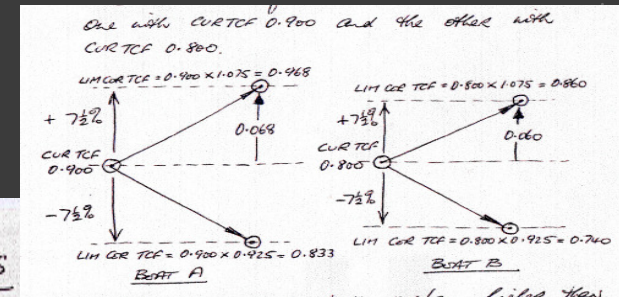 One with CUR TCF 0.900 and the other with
CUR TCF 0.800.
LIM COR TCF = 0.900 × 1.075 = 0.968
+ 7½%
0.068
CUR TCF
0.900
-7½%
LIM COR TCF = 0.900 × 0.925 = 0.833
BOAT A
LIM COR TCF = 0.800 × 1.075 = 0.860
+7½%
0.060
CUR TCF
0.800
-7½%
LIM COR TCF = 0.800 × 0.925 = 0.740
BOAT B